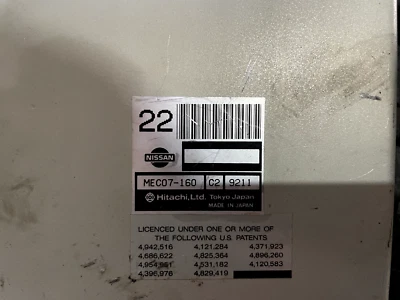 22
NISSAN
MEC07-160 C2 9211
Hitachi, Ltd. Tokyo Japan
MADE IN JAPAN
LICENCED UNDER ONE OR MORE OF
THE FOLLOWING U.S. PATENTS
4,942,516 4,121,284 4,371,923
4,686,622 4,825,364 4,896,260
4,531,182 4,120,583
4,396,976 4,829,419